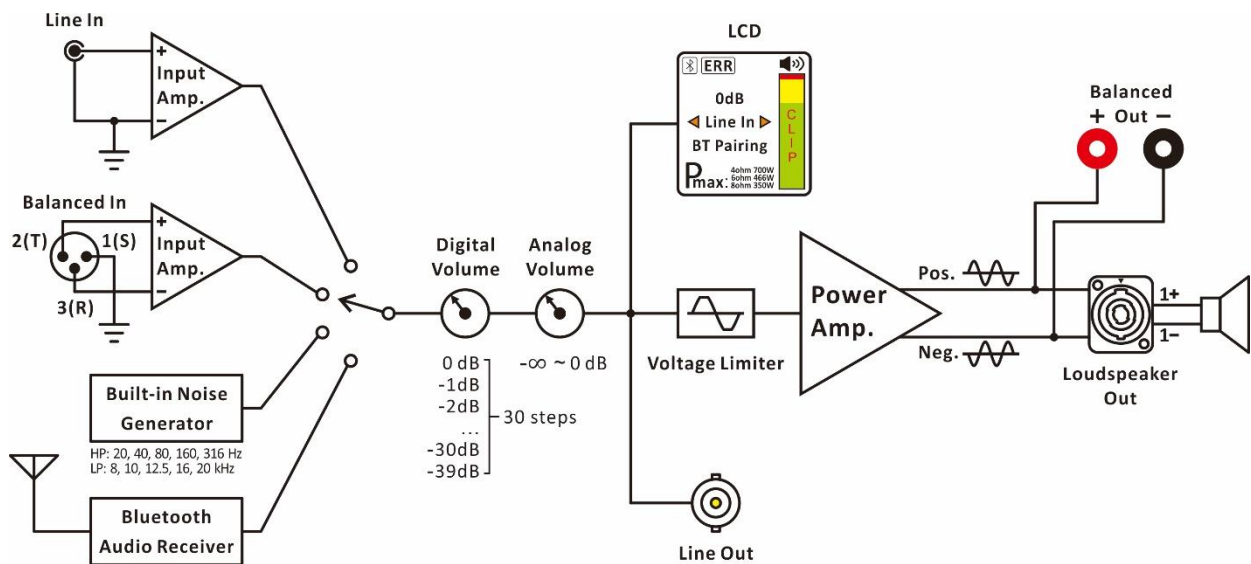 Line In
+
Input
Amp.
−
Balanced In
2(T)
1(S)
3(R)
+
Input
Amp.
−
Built-in Noise
Generator
HP: 20, 40, 80, 160, 316 Hz
LP: 8, 10, 12.5, 16, 20 kHz
Bluetooth
Audio Receiver
Digital
Volume
0 dB
-1dB
-2dB
...
-30dB
-39dB
30 steps
Analog
Volume
-∞ ~ 0 dB
LCD
ERR
0dB
Line In
BT Pairing
Pmax:
4ohm 700W
6ohm 466W
8ohm 350W
CLIP
Voltage Limiter
Line Out
Power
Amp.
Pos.
Neg.
Balanced
+ Out −
1+
1−
Loudspeaker
Out